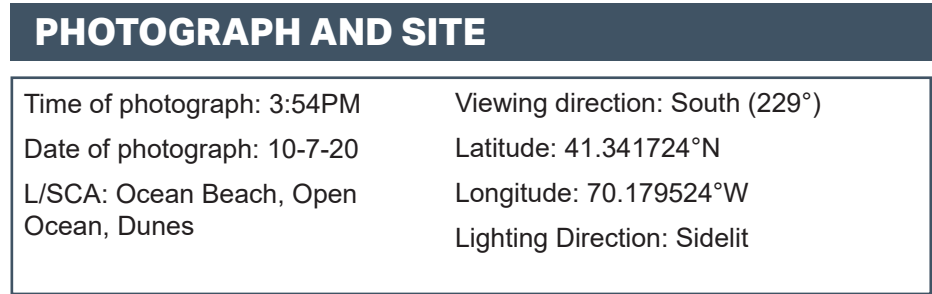 PHOTOGRAPH AND SITE
Time of photograph: 3:54PM
Date of photograph: 10-7-20
L/SCA: Ocean Beach, Open
Ocean, Dunes
Viewing direction: South (229°)
Latitude: 41.341724°N
Longitude: 70.179524°W
Lighting Direction: Sidelit